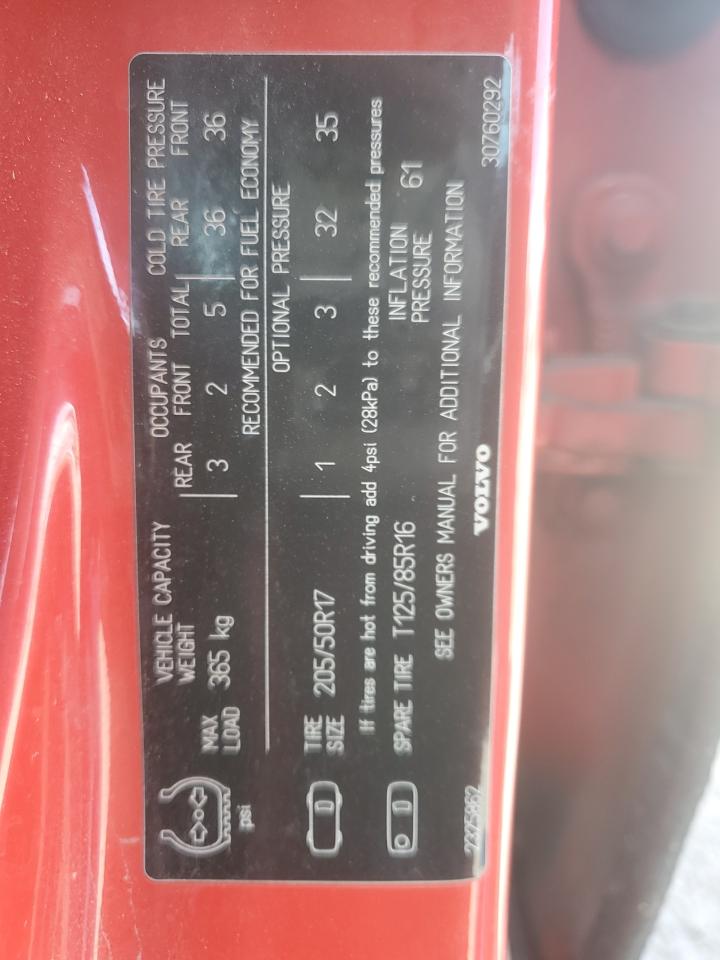 VEHICLE CAPACITY OCCUPANTS COLD TIRE PRESSURE
WEIGHT REAR FRONT TOTAL REAR FRONT
MAX
LOAD 365 kg 3 2 5 36 36
psi
RECOMMENDED FOR FUEL ECONOMY
OPTIONAL PRESSURE
TIRE
SIZE 205/50R17 1 2 3 32 35
If tires are hot from driving add 4psi (28kPa) to these recommended pressures
SPARE TIRE T125/85R16 INFLATION
PRESSURE 61
SEE OWNERS MANUAL FOR ADDITIONAL INFORMATION
VOLVO
30760292